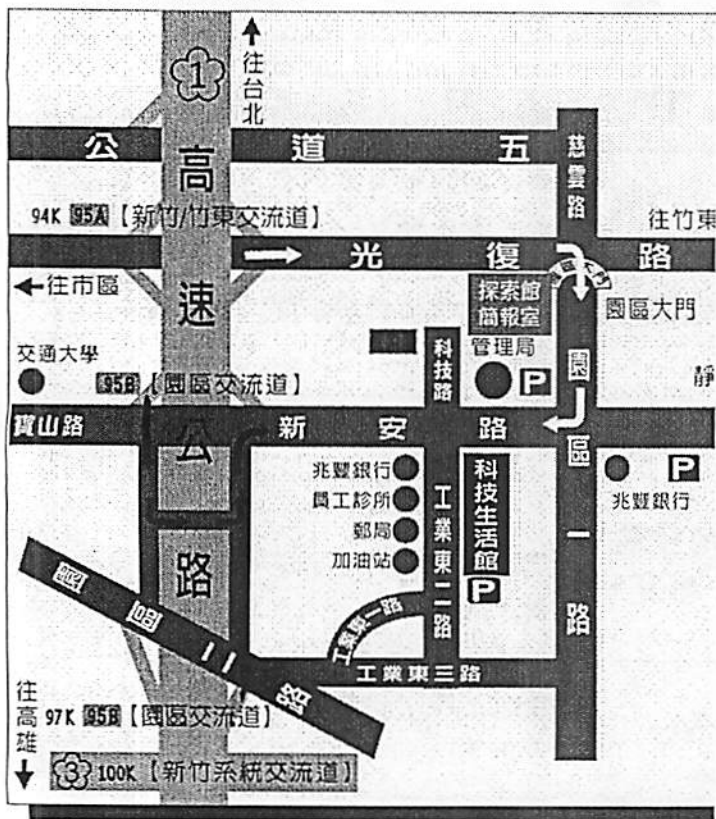 1
往台北
公道五
慈雲路
高速公路
94K 95A【新竹/竹東交流道】
往竹東
光復路
←往市區
探索館
簡報室
園區大門
管理局
P
交通大學
科技路
95B【園區交流道】
靜
寶山路
新安路
園區一路
兆豐銀行
員工診所
郵局
加油站
工業東二路
科技生活館
P
P
兆豐銀行
園區二路
工業東一路
工業東三路
往高雄
97K 95B【園區交流道】
3 100K【新竹系統交流道】